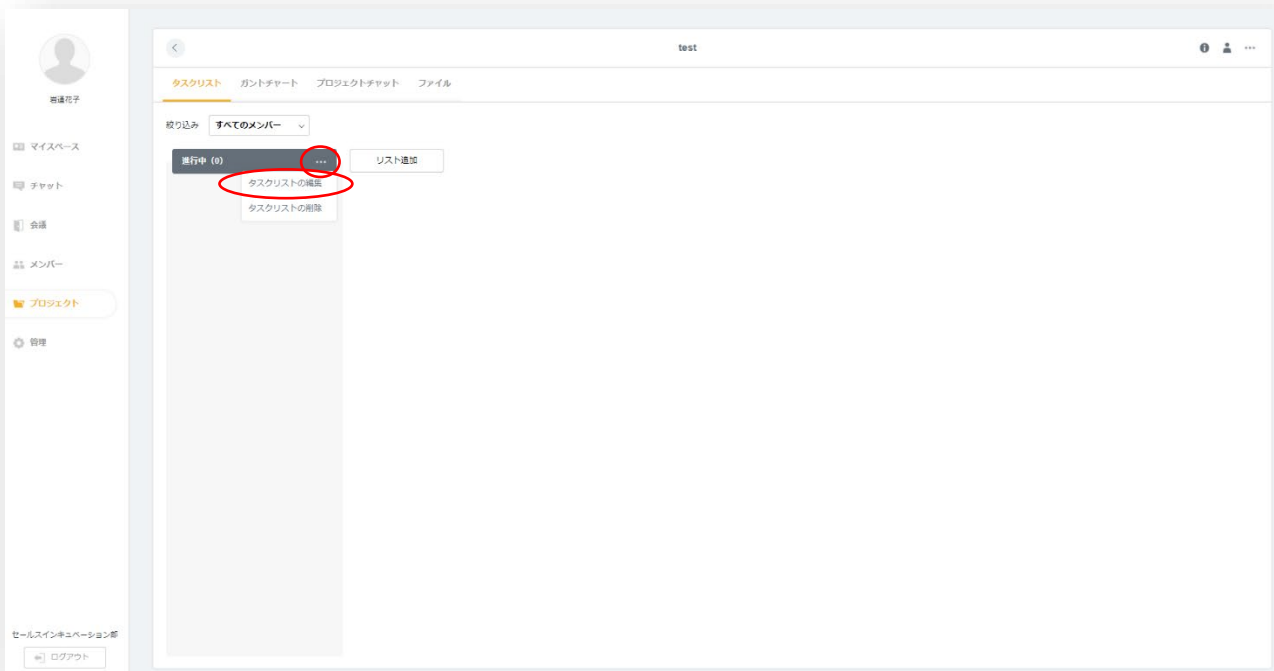 test
タスクリスト ガントチャート プロジェクトチャット ファイル
岩通花子
絞り込み すべてのメンバー
進行中 (0) ... リスト追加
マイスペース
タスクリストの編集
チャット
タスクリストの削除
会議
メンバー
プロジェクト
管理
セールスインキュベーション部
ログアウト